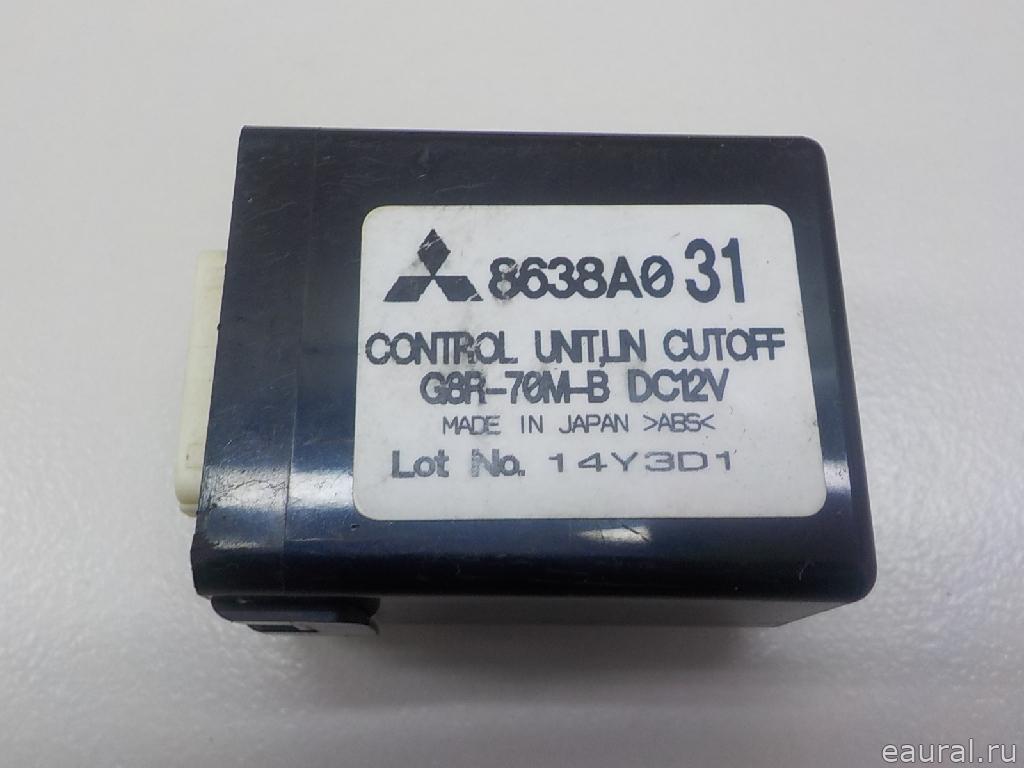 8638A031
CONTROL UNIT,LIN CUTOFF
G8R-70M-B DC12V
MADE IN JAPAN >ABS<
Lot No. 14Y3D1
eaural.ru